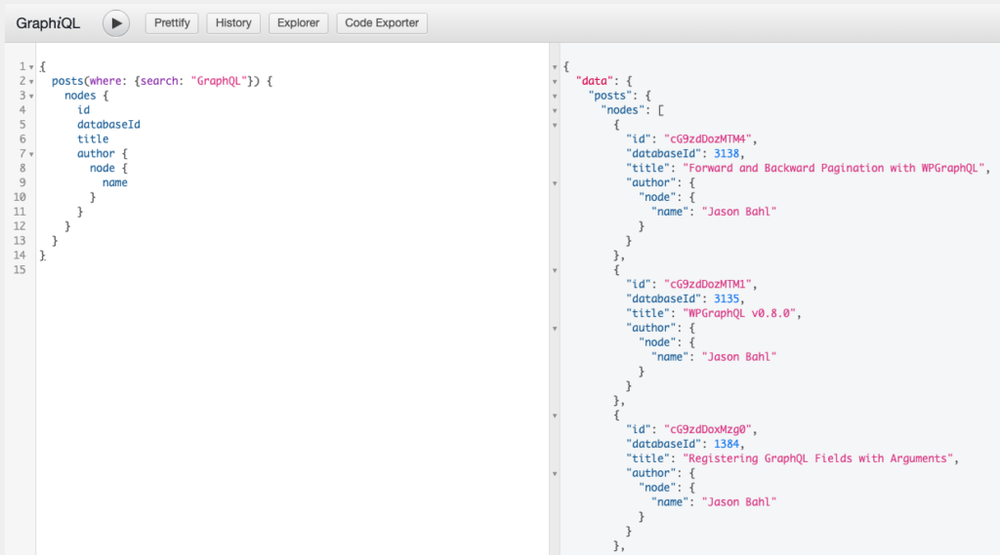 GraphiQL Prettify History Explorer Code Exporter
1 {
2 posts(where: {search: "GraphQL"}) {
3 nodes {
4 id
5 databaseId
6 title
7 author {
8 node {
9 name
10 }
11 }
12 }
13 }
14 }
15
{
"data": {
"posts": {
"nodes": [
{
"id": "cG9zdDozMTM4",
"databaseId": 3138,
"title": "Forward and Backward Pagination with WPGraphQL",
"author": {
"node": {
"name": "Jason Bahl"
}
}
},
{
"id": "cG9zdDozMTM1",
"databaseId": 3135,
"title": "WPGraphQL v0.8.0",
"author": {
"node": {
"name": "Jason Bahl"
}
}
},
{
"id": "cG9zdDoxMzg0",
"databaseId": 1384,
"title": "Registering GraphQL Fields with Arguments",
"author": {
"node": {
"name": "Jason Bahl"
}
}
},